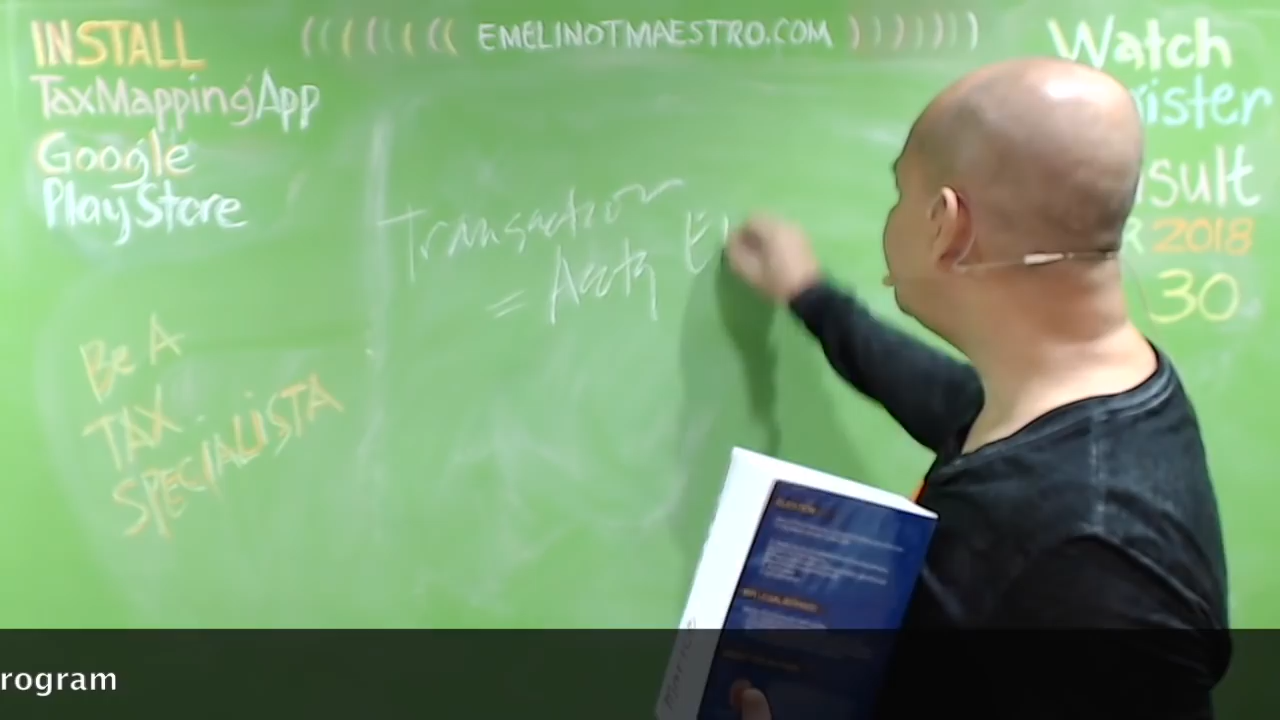 INSTALL
TaxMappingApp
Google
PlayStore
EMELINOTMAESTRO.COM
Watch
ister
sult
R 2018
30
Transaction
= Acctg
Be A
TAX
SPECIALISTA
rogram